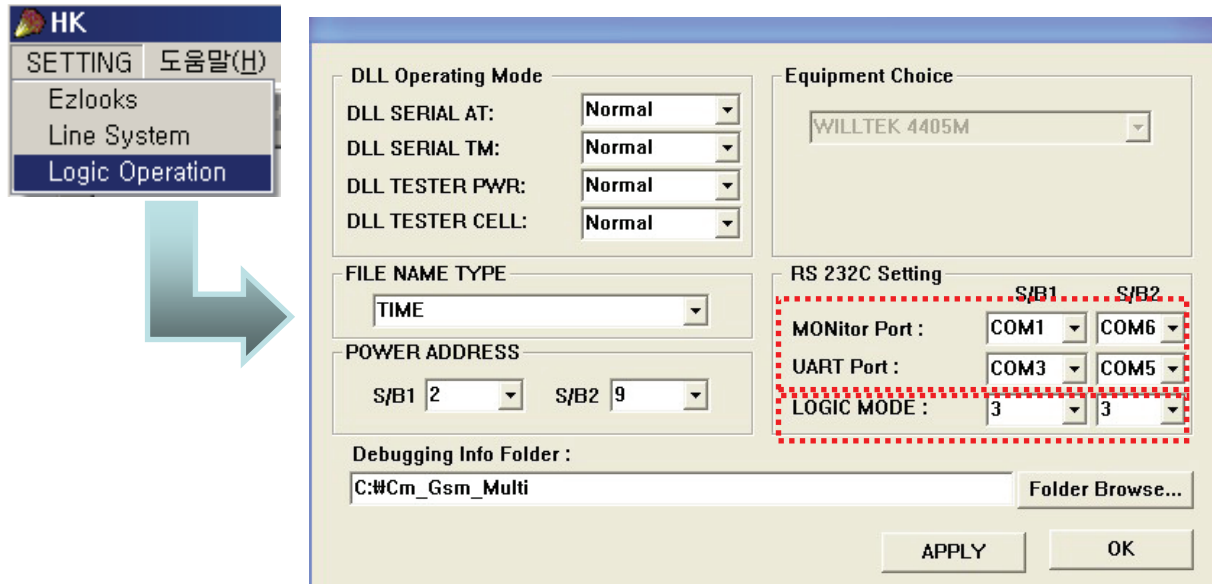 HK
SETTING 도움말(H)
Ezlooks
Line System
Logic Operation
DLL Operating Mode
DLL SERIAL AT: Normal
DLL SERIAL TM: Normal
DLL TESTER PWR: Normal
DLL TESTER CELL: Normal
Equipment Choice
WILLTEK 4405M
FILE NAME TYPE
TIME
POWER ADDRESS
S/B1 2 S/B2 9
RS 232C Setting
S/B1 S/B2
MONitor Port : COM1 COM6
UART Port : COM3 COM5
LOGIC MODE : 3 3
Debugging Info Folder :
C:₩Cm_Gsm_Multi Folder Browse...
APPLY OK